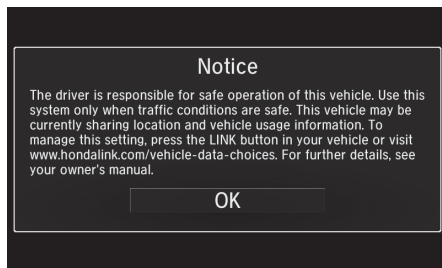 Notice
The driver is responsible for safe operation of this vehicle. Use this
system only when traffic conditions are safe. This vehicle may be
currently sharing location and vehicle usage information. To
manage this setting, press the LINK button in your vehicle or visit
www.hondalink.com/vehicle-data-choices. For further details, see
your owner's manual.
OK